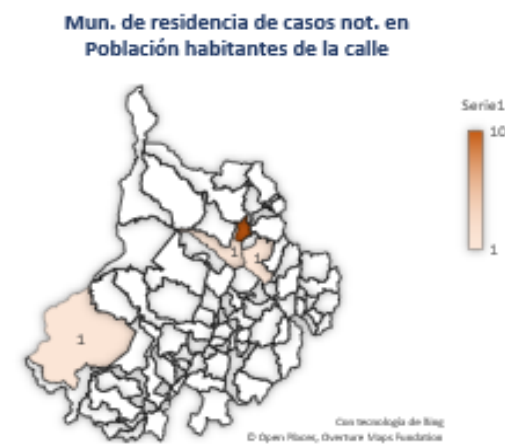 Mun. de residencia de casos not. en
Población habitantes de la calle
Serie1
10
1
1
1
1
Con tecnología de Bing
© Open Places, Overture Maps Fundation